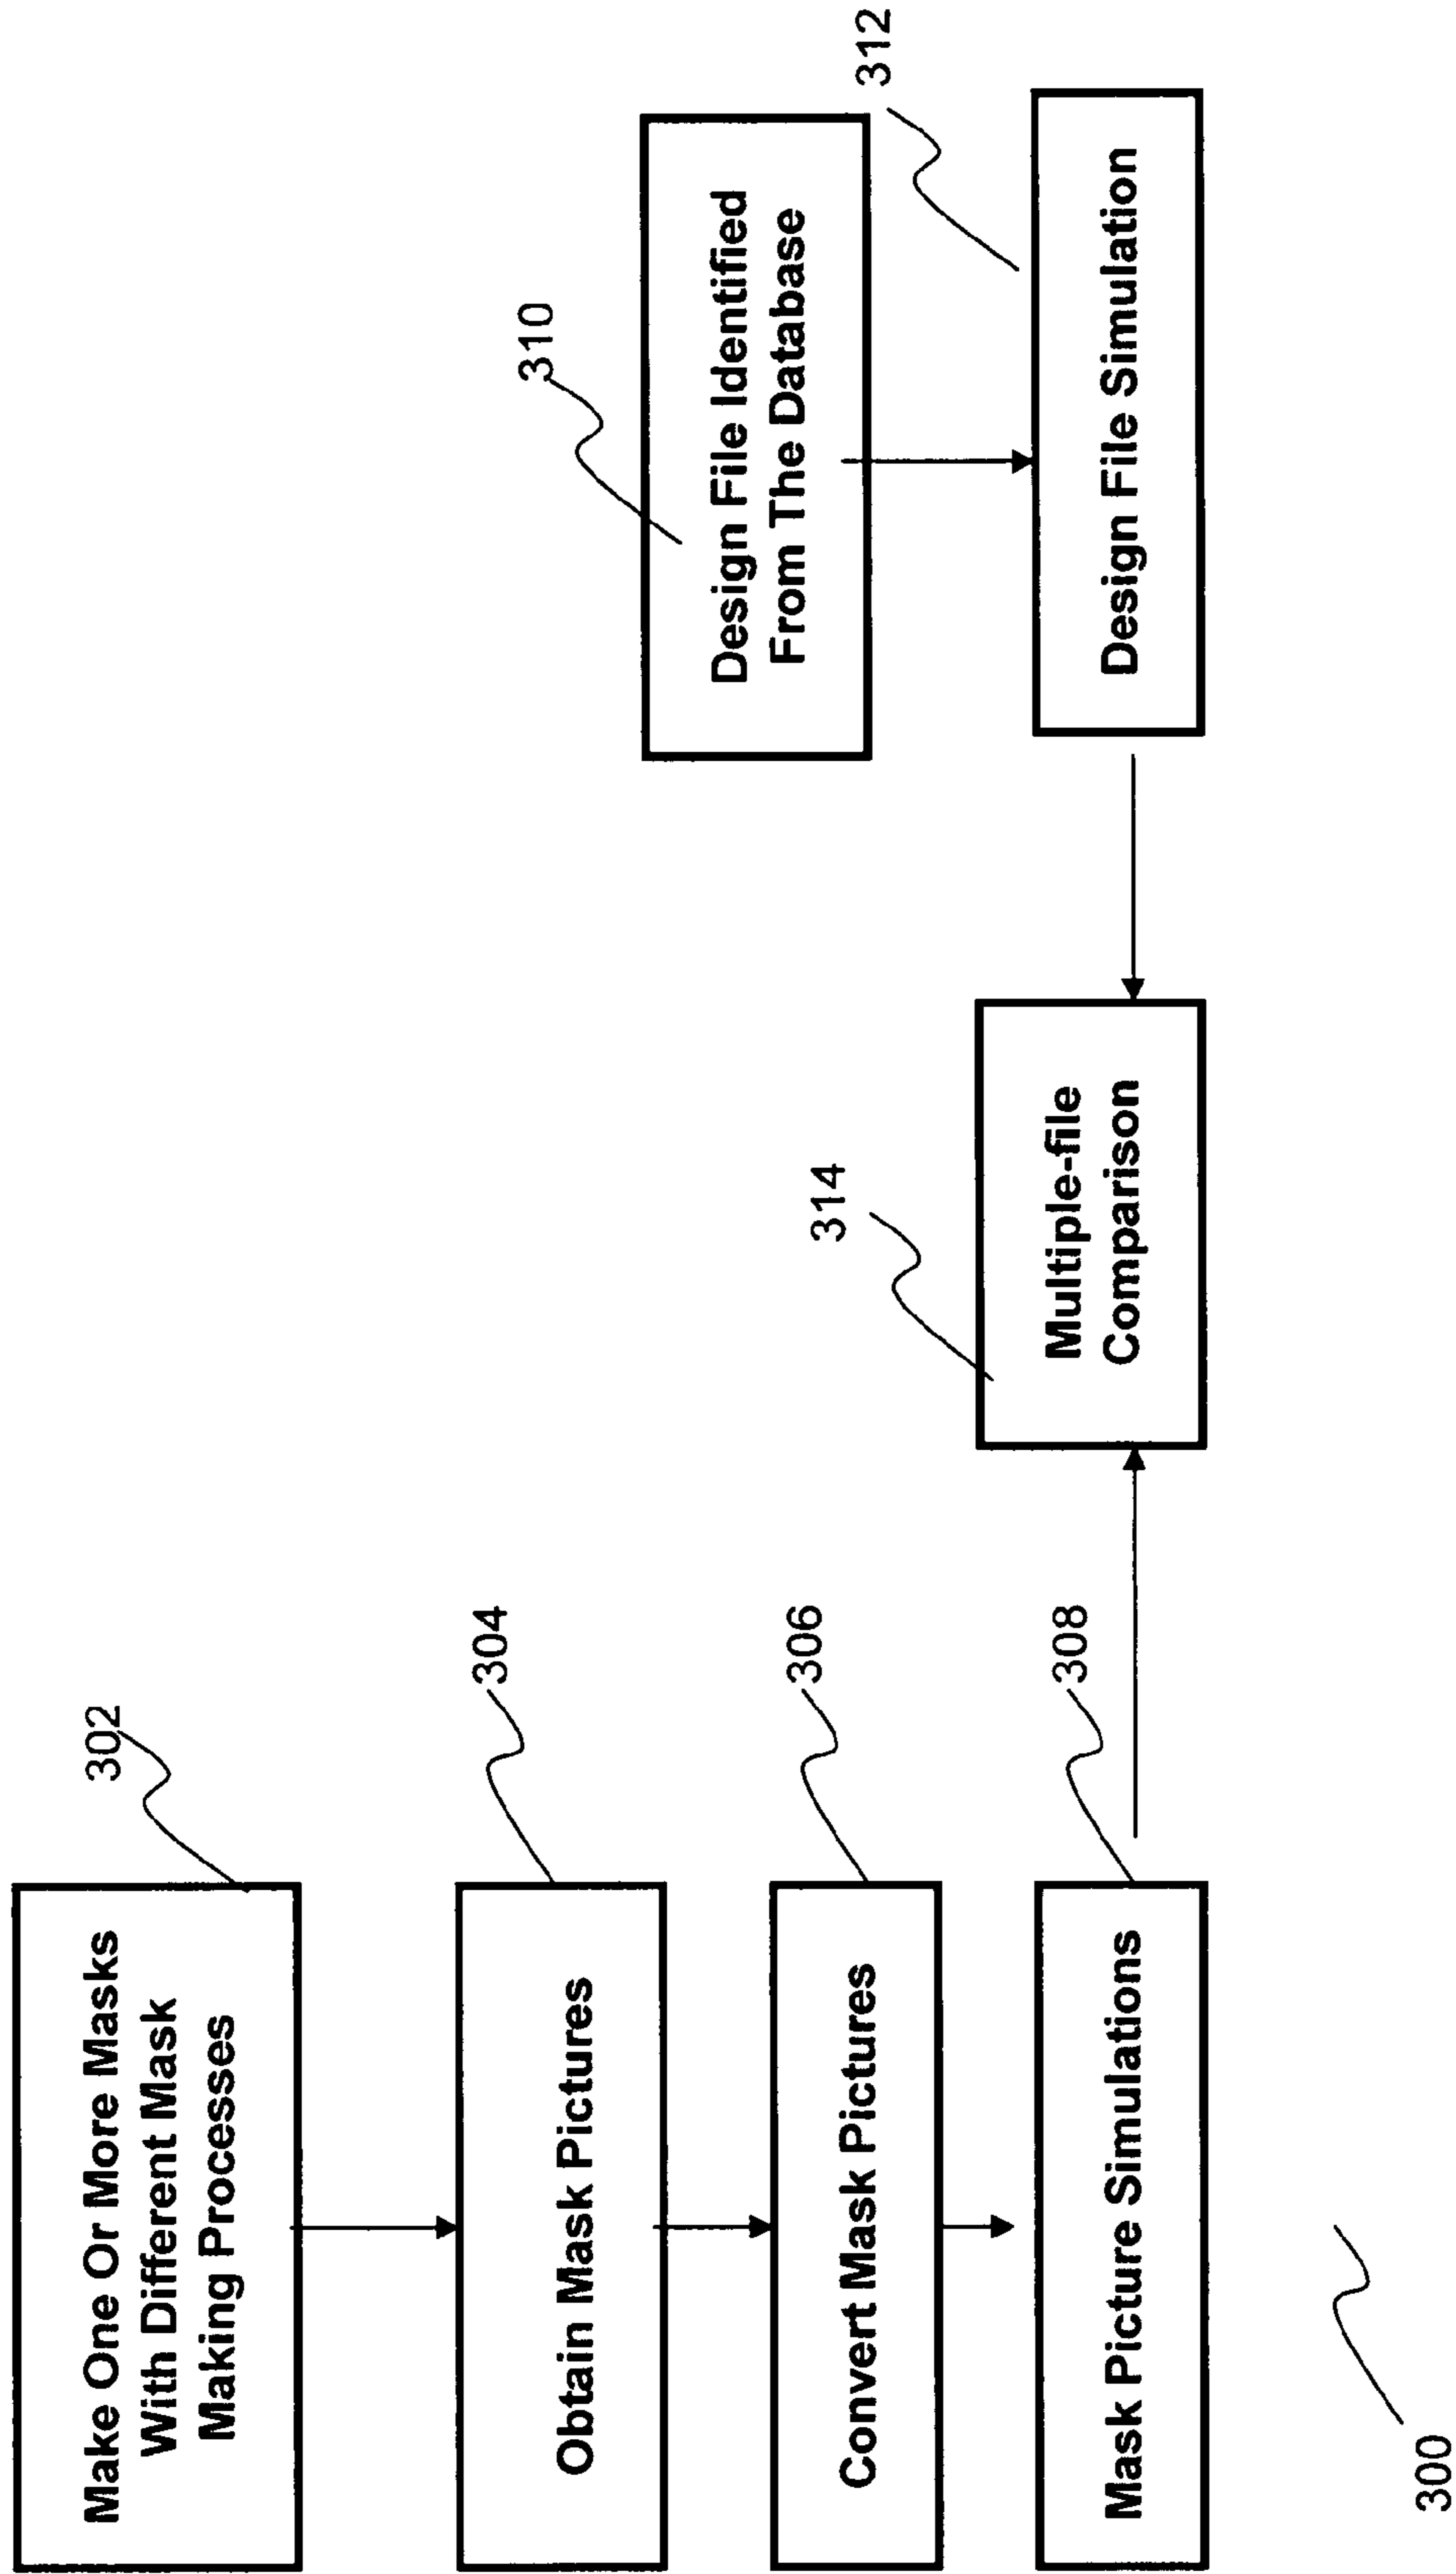 302
Make One Or More Masks
With Different Mask
Making Processes
304
Obtain Mask Pictures
306
Convert Mask Pictures
308
Mask Picture Simulations
310
Design File Identified
From The Database
312
Design File Simulation
314
Multiple-file
Comparison
300